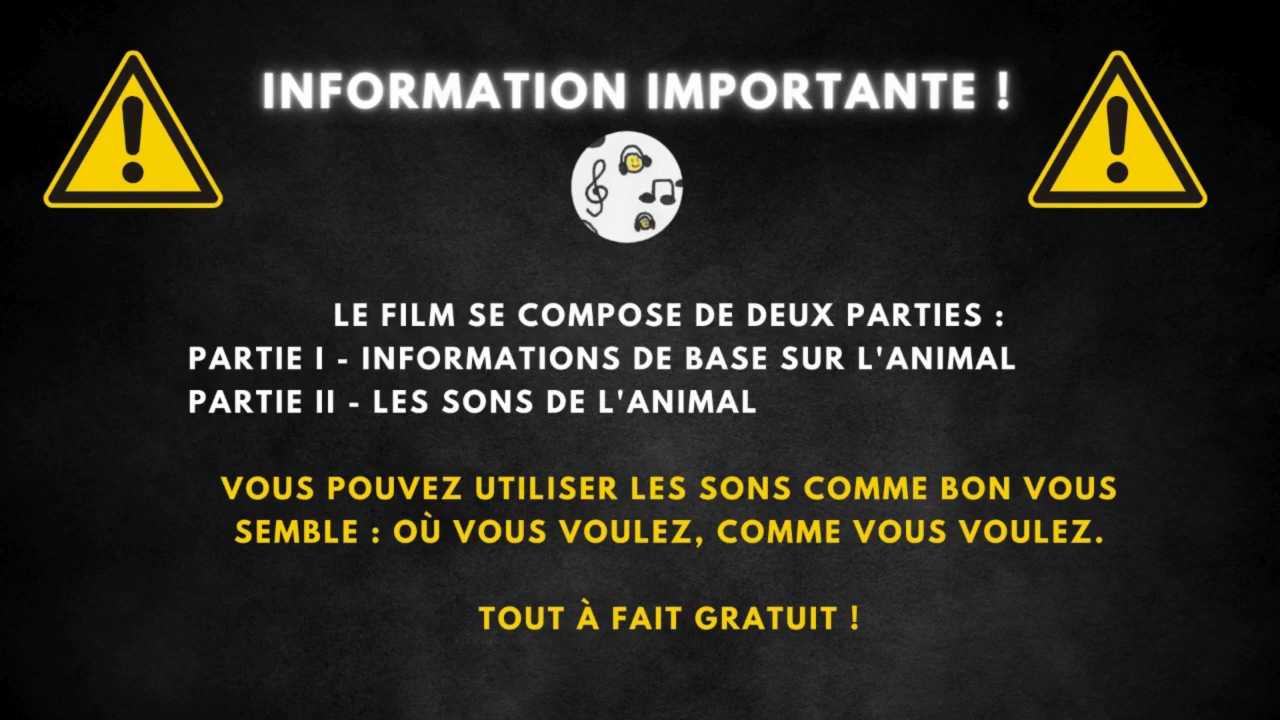 INFORMATION IMPORTANTE !
LE FILM SE COMPOSE DE DEUX PARTIES :
PARTIE I - INFORMATIONS DE BASE SUR L'ANIMAL
PARTIE II - LES SONS DE L'ANIMAL
VOUS POUVEZ UTILISER LES SONS COMME BON VOUS
SEMBLE : OÙ VOUS VOULEZ, COMME VOUS VOULEZ.
TOUT À FAIT GRATUIT !